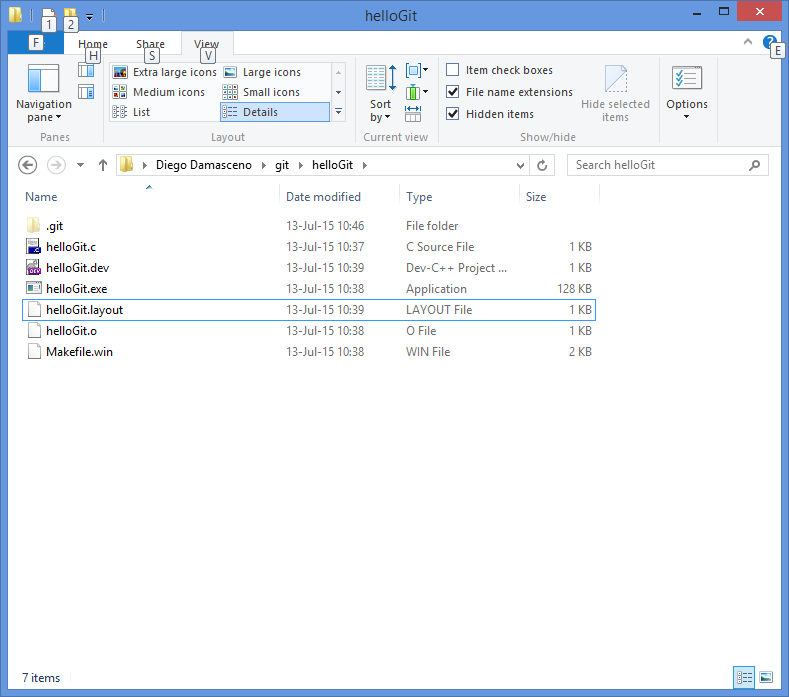 helloGit
1 2
F Home Share View
H S V E
Extra large icons Large icons
Medium icons Small icons
List Details
Navigation pane
Sort by
Item check boxes
File name extensions
Hidden items
Hide selected items
Options
Panes Layout Current view Show/hide
Diego Damasceno git helloGit Search helloGit
Name Date modified Type Size
.git 13-Jul-15 10:46 File folder
helloGit.c 13-Jul-15 10:37 C Source File 1 KB
helloGit.dev 13-Jul-15 10:39 Dev-C++ Project ... 1 KB
helloGit.exe 13-Jul-15 10:38 Application 128 KB
helloGit.layout 13-Jul-15 10:39 LAYOUT File 1 KB
helloGit.o 13-Jul-15 10:38 O File 1 KB
Makefile.win 13-Jul-15 10:38 WIN File 2 KB
7 items